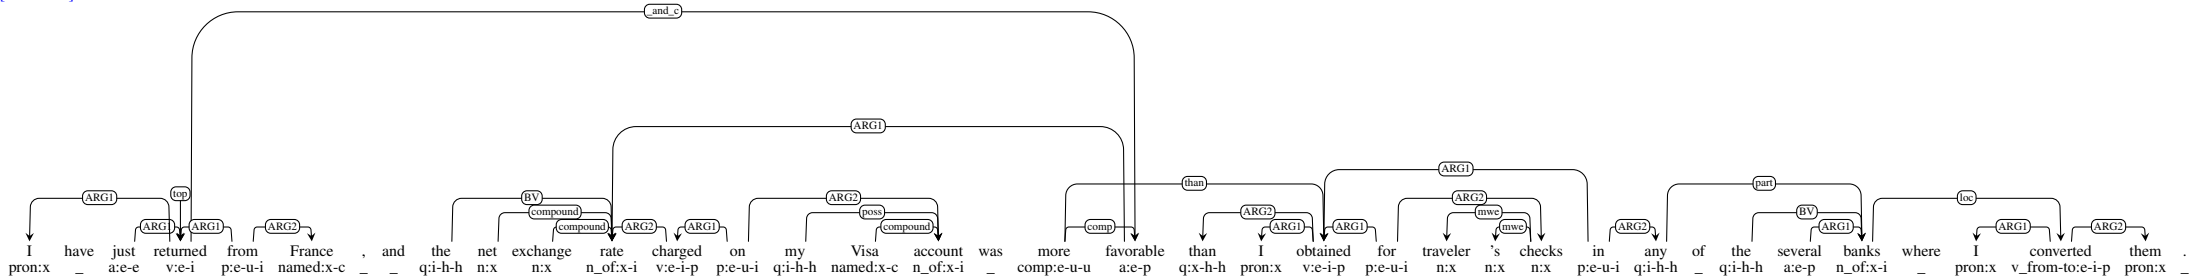 _and_c
ARG1
ARG1
than
part
top
ARG1 BV ARG2 ARG2 loc
compound poss ARG2 mwe BV
ARG1 ARG1 ARG2 compound ARG2 ARG1 compound comp ARG1 ARG1 mwe ARG2 ARG1 ARG1 ARG2
I have just returned from France , and the net exchange rate charged on my Visa account was more favorable than I obtained for traveler 's checks in any of the several banks where I converted them .
pron:x _ a:e-e v:e-i p:e-u-i named:x-c _ _ q:i-h-h n:x n:x n_of:x-i v:e-i-p p:e-u-i q:i-h-h named:x-c n_of:x-i _ comp:e-u-u a:e-p q:x-h-h pron:x v:e-i-p p:e-u-i n:x n:x n:x p:e-u-i q:i-h-h _ q:i-h-h a:e-p n_of:x-i _ pron:x v_from-to:e-i-p pron:x _